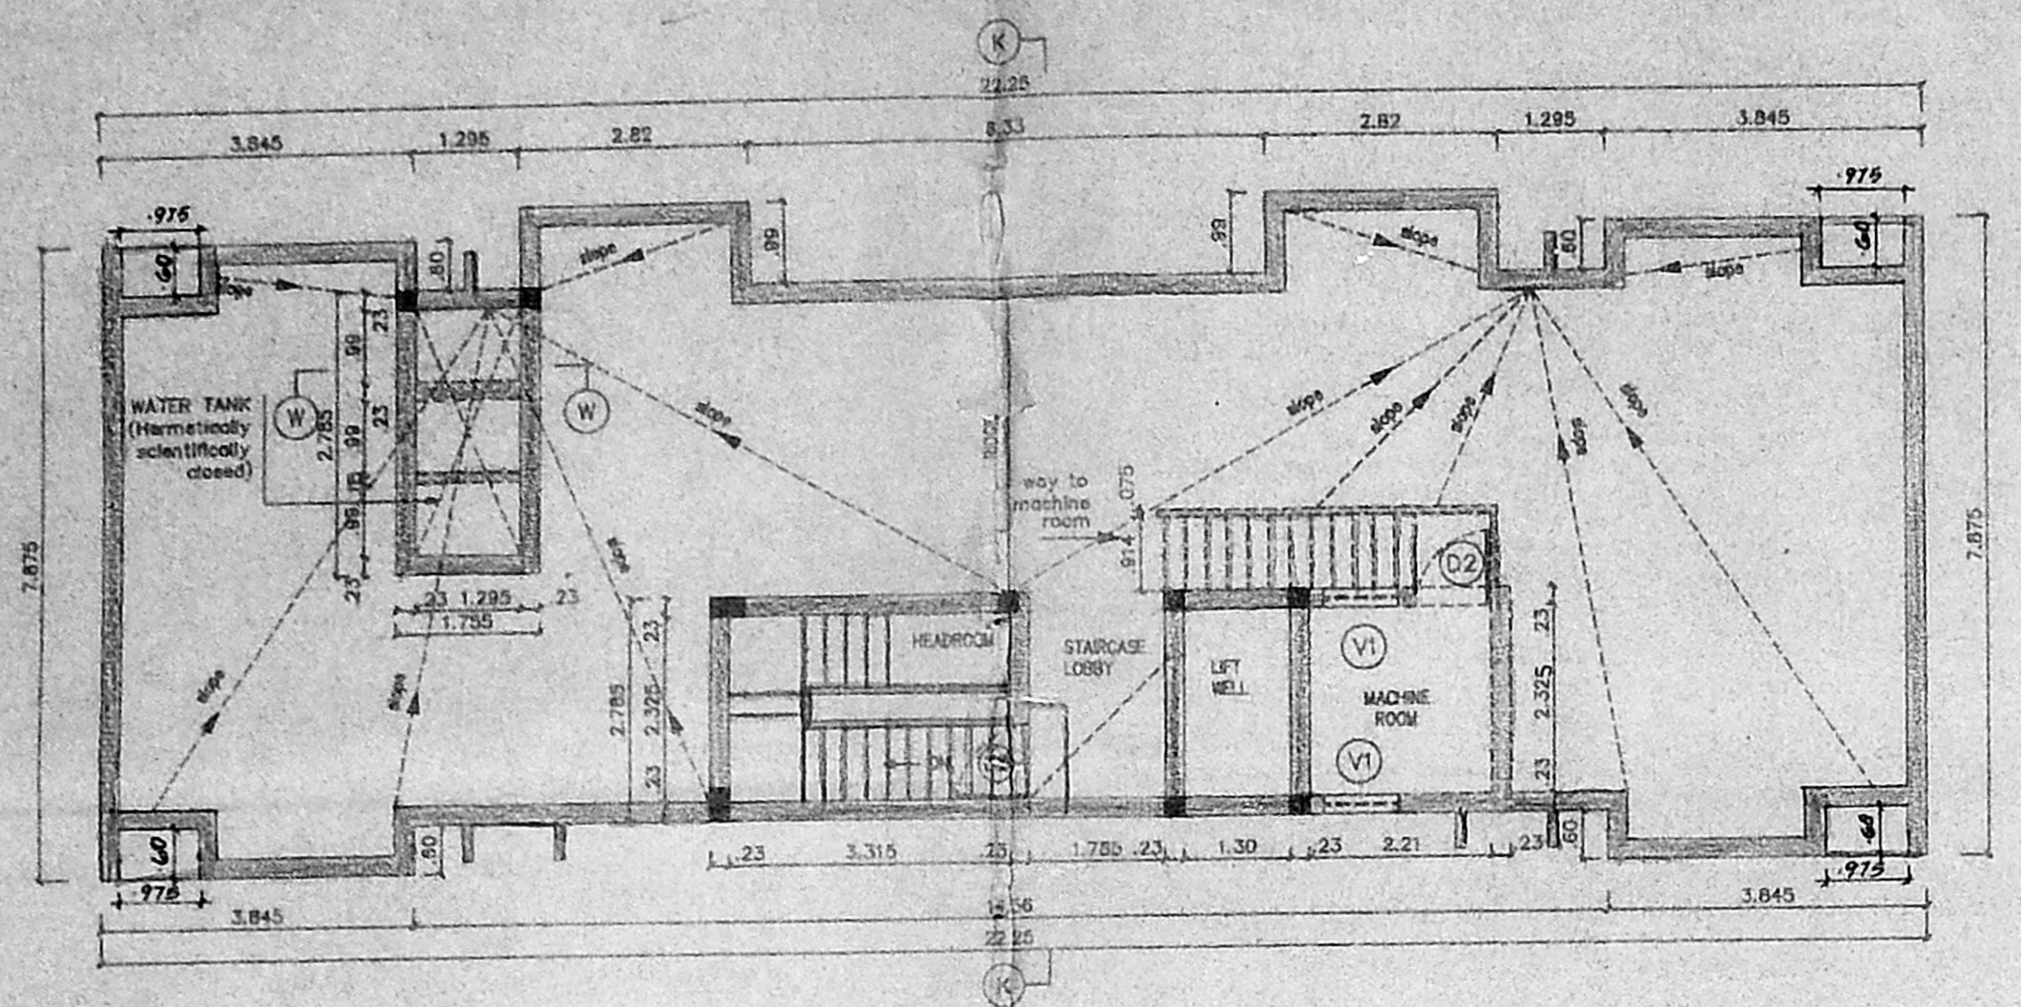 K
22.25
3.845 1.295 2.82 8.33 2.82 1.295 3.845
.975
.975
.60
.60
.60
.60
.99
.99
slope
slope
slope
slope
.23
.99
.23
.99
.99
.23
2.785
WATER TANK
(Hermetically
scientifically
closed)
W
W
slope
slope
slope
slope
slope
slope
ROOF
way to
machine
room
.075
.914
7.875
7.875
D2
.23 1.295 .23
1.755
slope
slope
slope
slope
2.785
.23
2.325
.23
HEADROOM
STAIRCASE
LOBBY
LIFT
WELL
MACHINE
ROOM
V1
V1
DN
.23
2.325
.23
.60
.60
.60
.60
.975
.975
.23 3.315 .23 1.785 .23 1.30 .23 2.21 .23
3.845 14.56 3.845
22.25
K